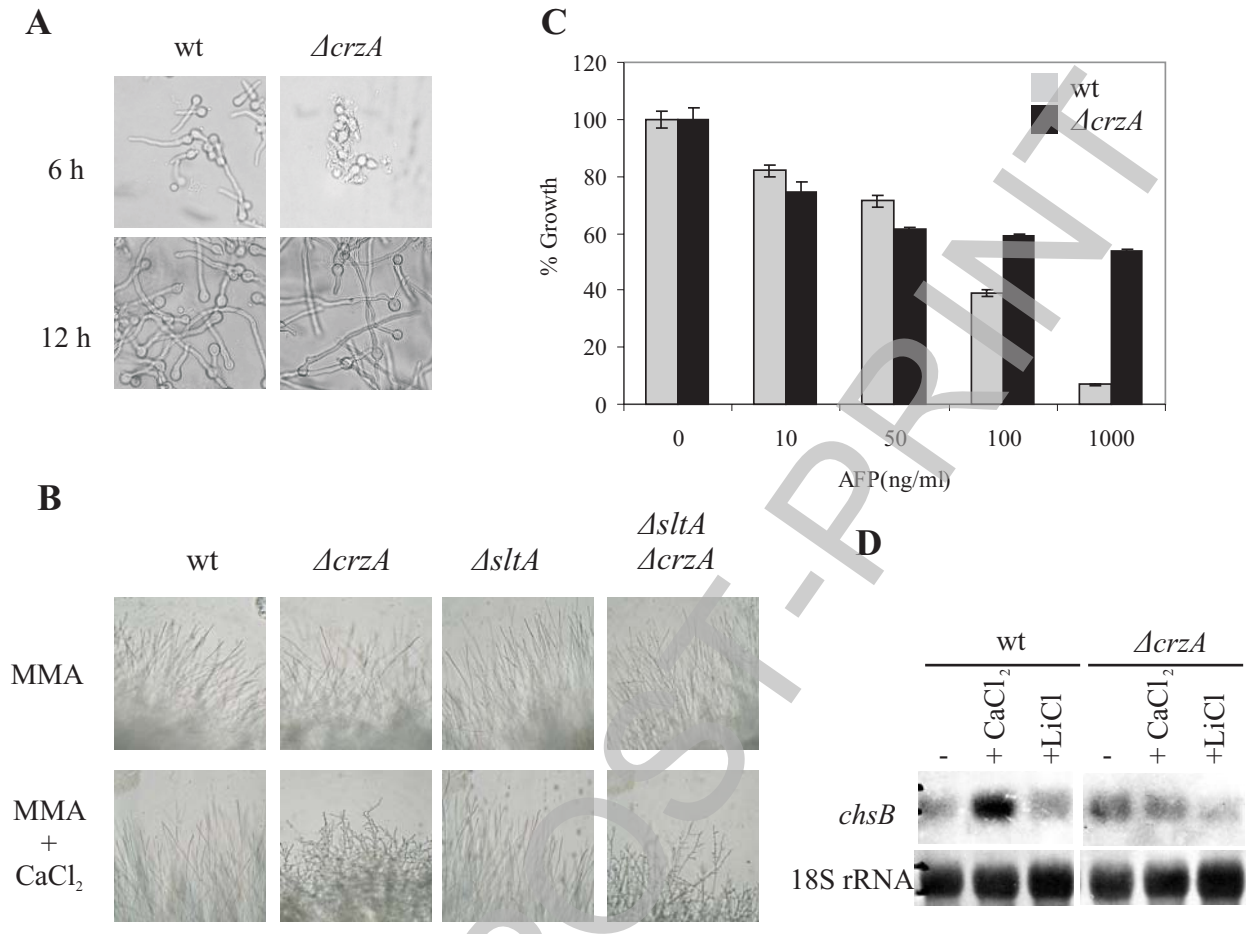 A
wt ΔcrzA
6 h
12 h
C
120
100
80
60
40
20
0
% Growth
wt
ΔcrzA
0 10 50 100 1000
AFP(ng/ml)
B
wt ΔcrzA ΔsltA ΔsltA
ΔcrzA
MMA
MMA
+
CaCl₂
D
wt ΔcrzA
- + CaCl₂ +LiCl - + CaCl₂ +LiCl
chsB
18S rRNA
POST-PRINT